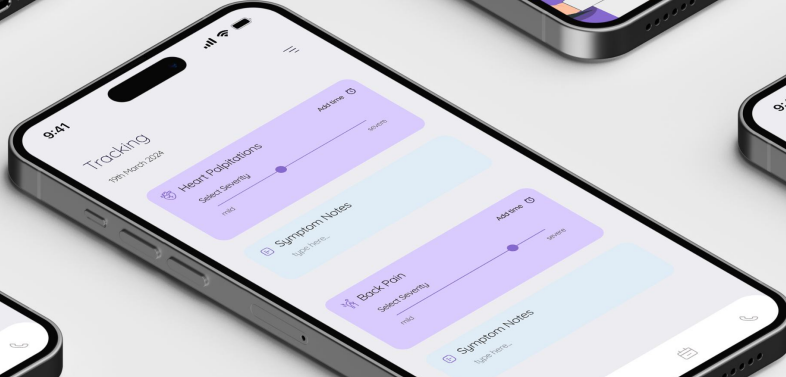 9:41
Tracking
19th March 2024
Heart Palpitations
Add time
Select Severity
mild
severe
Symptom Notes
type here...
Back Pain
Add time
Select Severity
mild
severe
Symptom Notes
type here...